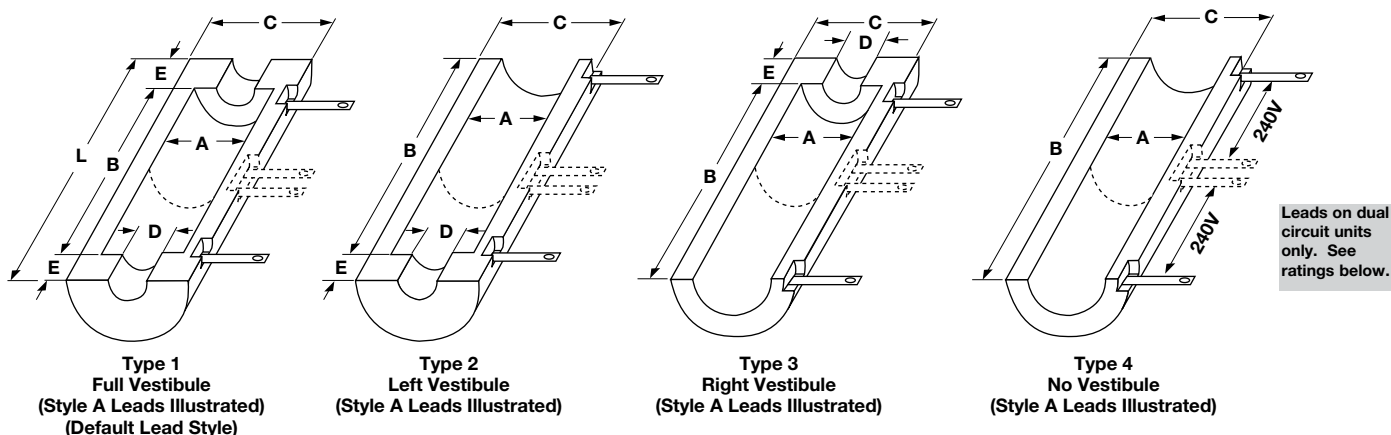 C
E
L
B
A
D
E
C
B
A
D
E
C
D
E
A
B
C
A
B
240V
240V
Leads on dual
circuit units
only. See
ratings below.
Type 1
Full Vestibule
(Style A Leads Illustrated)
(Default Lead Style)
Type 2
Left Vestibule
(Style A Leads Illustrated)
Type 3
Right Vestibule
(Style A Leads Illustrated)
Type 4
No Vestibule
(Style A Leads Illustrated)